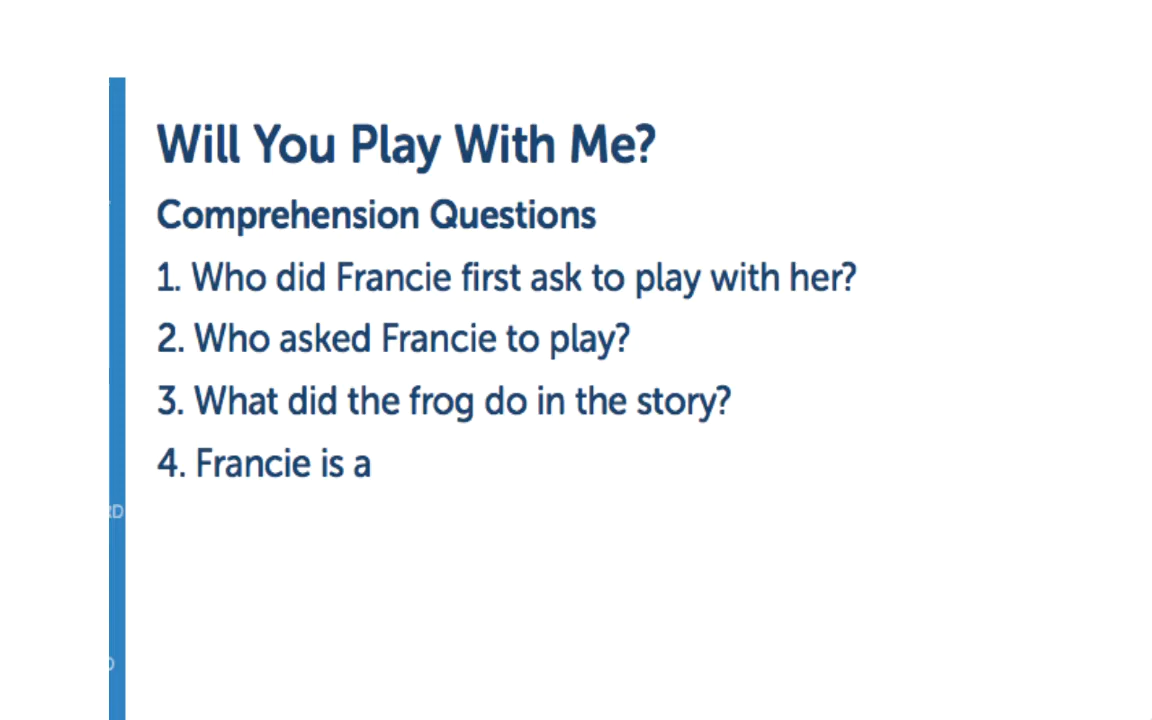 Will You Play With Me?
Comprehension Questions
1. Who did Francie first ask to play with her?
2. Who asked Francie to play?
3. What did the frog do in the story?
4. Francie is a